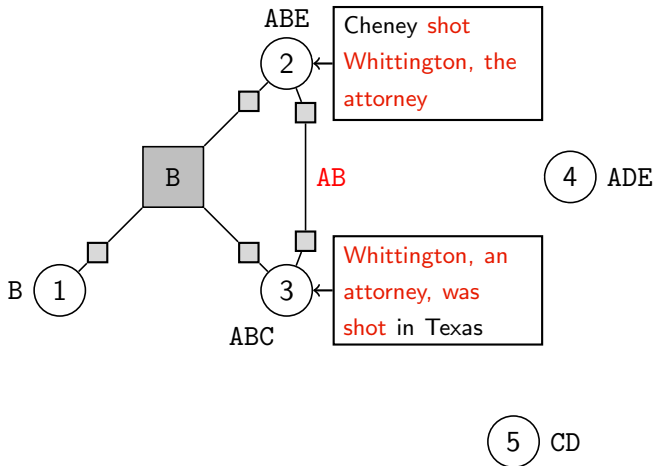 ABE
2
Cheney shot
Whittington, the
attorney
B
AB
4 ADE
B 1
3
ABC
Whittington, an
attorney, was
shot in Texas
5 CD